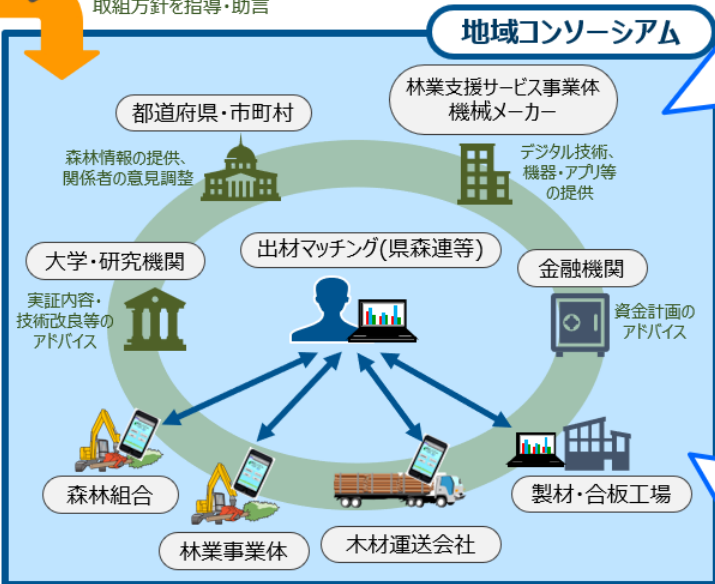 取組方針を指導・助言
地域コンソーシアム
林業支援サービス事業体
機械メーカー
都道府県・市町村
森林情報の提供、
関係者の意見調整
デジタル技術、
機器・アプリ等
の提供
出材マッチング(県森連等)
大学・研究機関
金融機関
実証内容・
技術改良等の
アドバイス
資金計画の
アドバイス
森林組合
製材・合板工場
林業事業体
木材運送会社